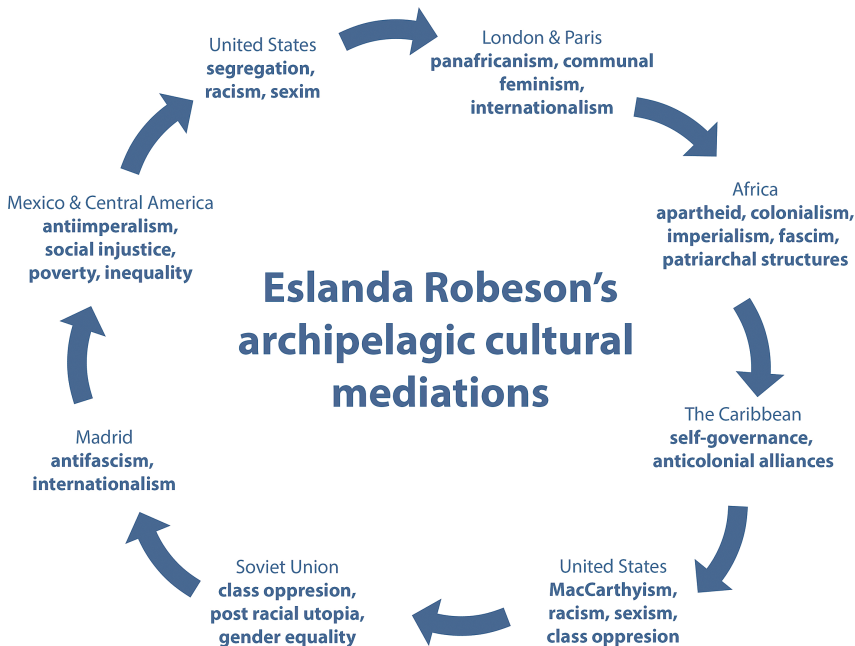 United States
segregation,
racism, sexim
London & Paris
panafricanism, communal
feminism,
internationalism
Africa
apartheid, colonialism,
imperialism, fascim,
patriarchal structures
The Caribbean
self-governance,
anticolonial alliances
United States
MacCarthyism,
racism, sexism,
class oppresion
Soviet Union
class oppresion,
post racial utopia,
gender equality
Madrid
antifascism,
internationalism
Mexico & Central America
antiimperalism,
social injustice,
poverty, inequality
Eslanda Robeson’s
archipelagic cultural
mediations